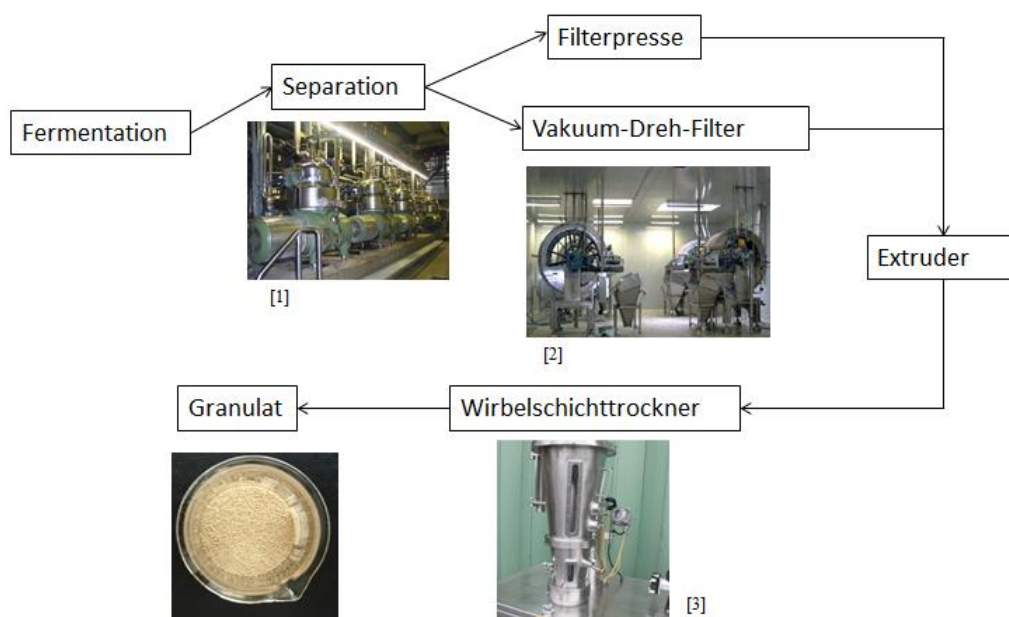 Filterpresse
Separation
Fermentation
Vakuum-Dreh-Filter
[1]
Extruder
[2]
Granulat
Wirbelschichttrockner
[3]